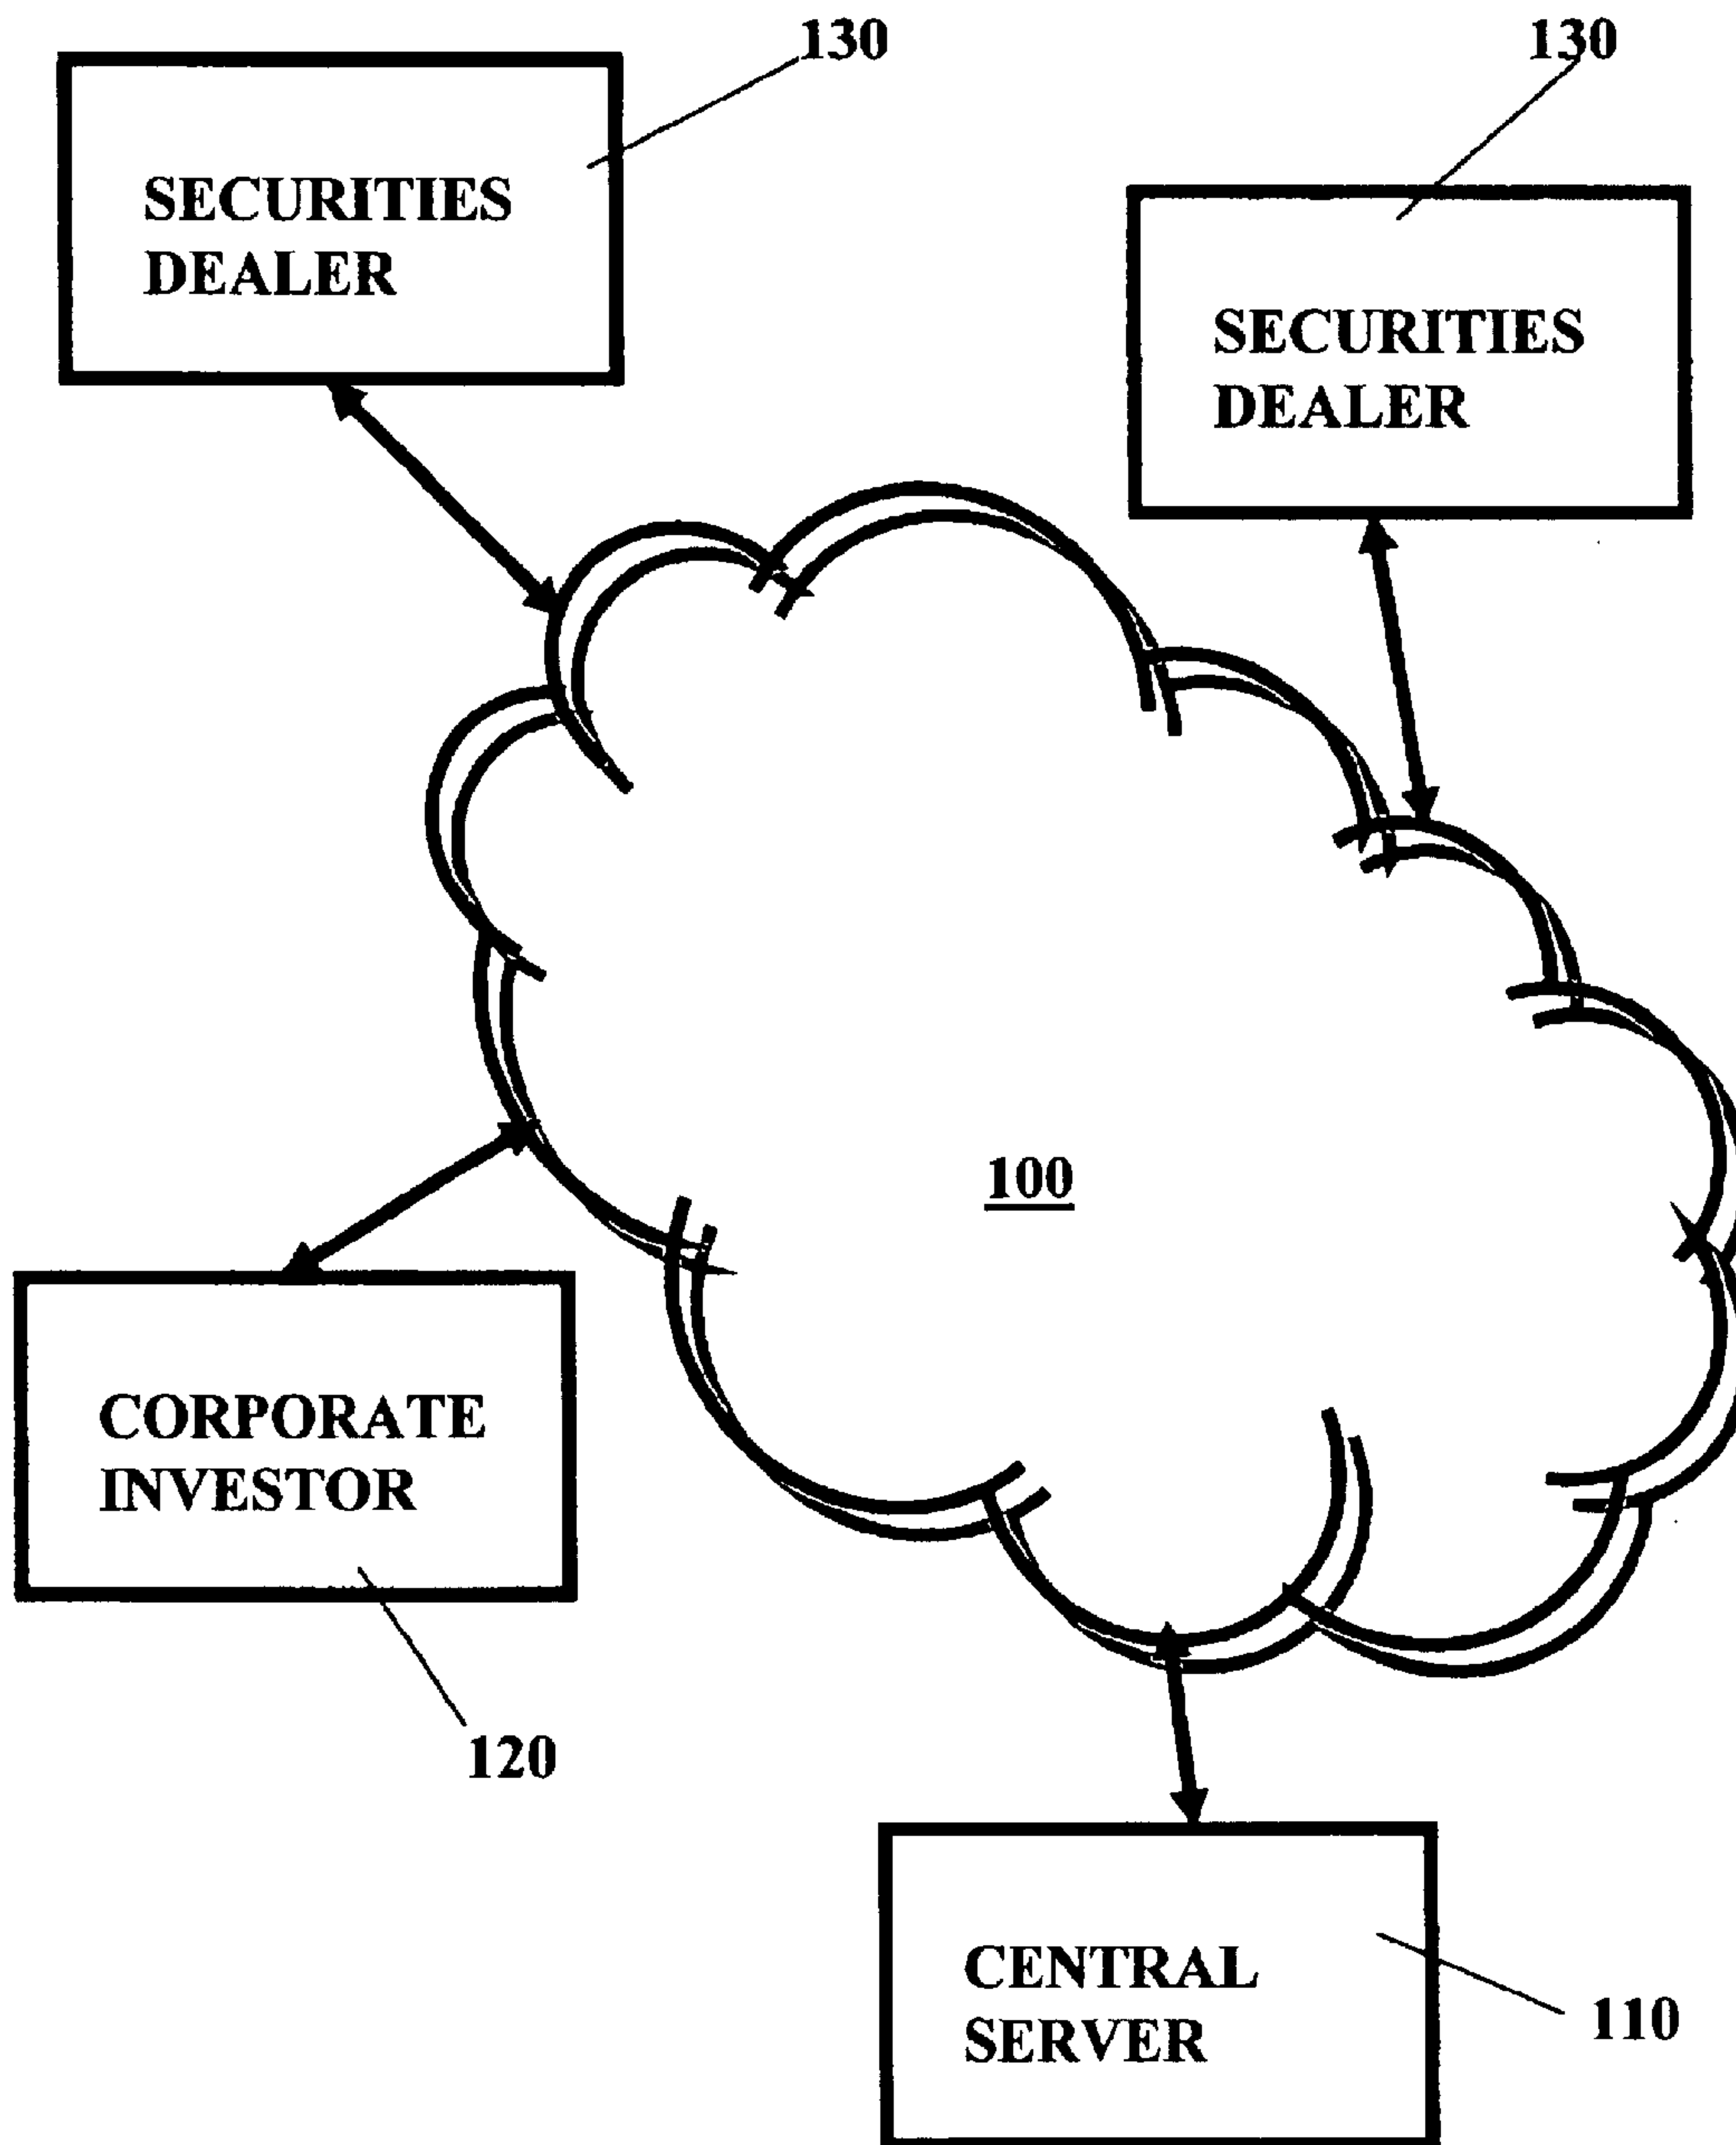 130
130
SECURITIES
DEALER
SECURITIES
DEALER
100
CORPORATE
INVESTOR
120
CENTRAL
SERVER
110